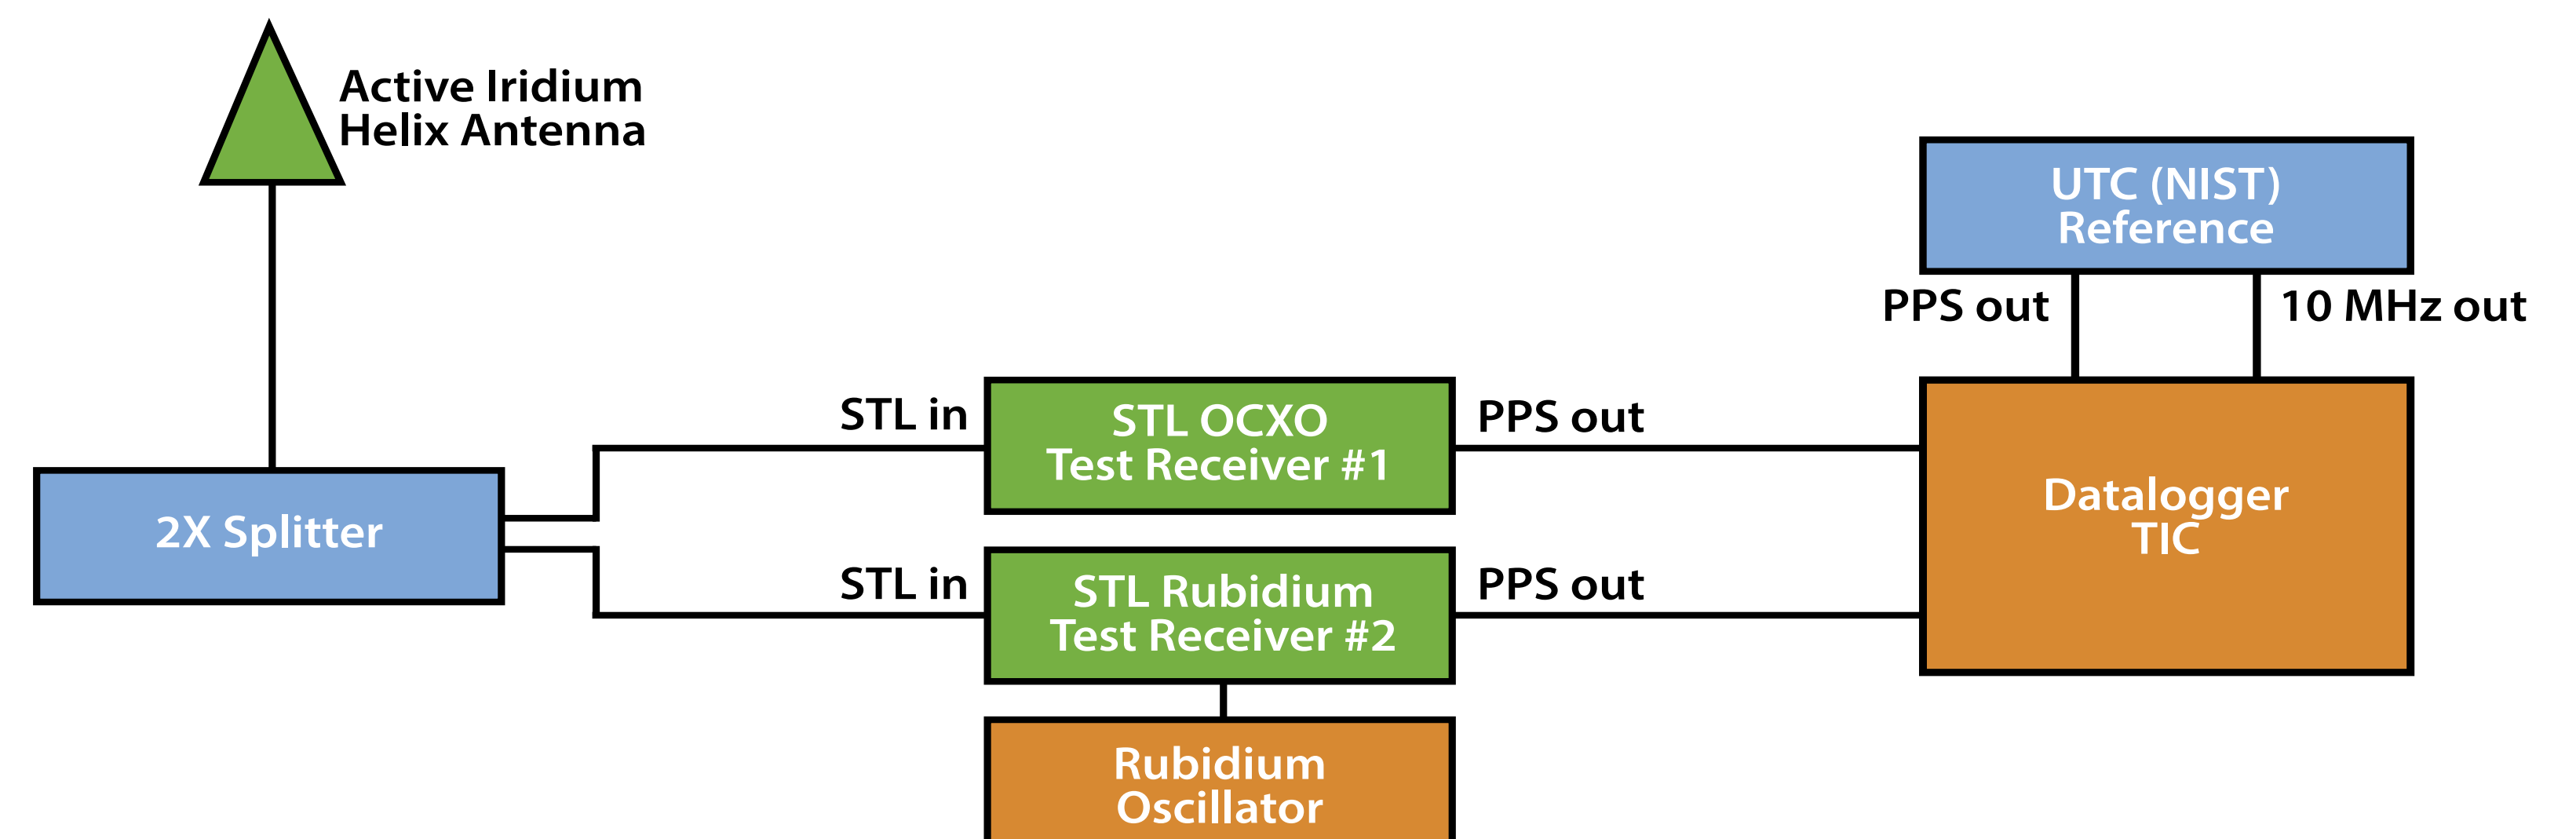 Active Iridium
Helix Antenna
UTC (NIST)
Reference
PPS out
10 MHz out
STL in
STL OCXO
Test Receiver #1
PPS out
Datalogger
TIC
2X Splitter
STL in
STL Rubidium
Test Receiver #2
PPS out
Rubidium
Oscillator